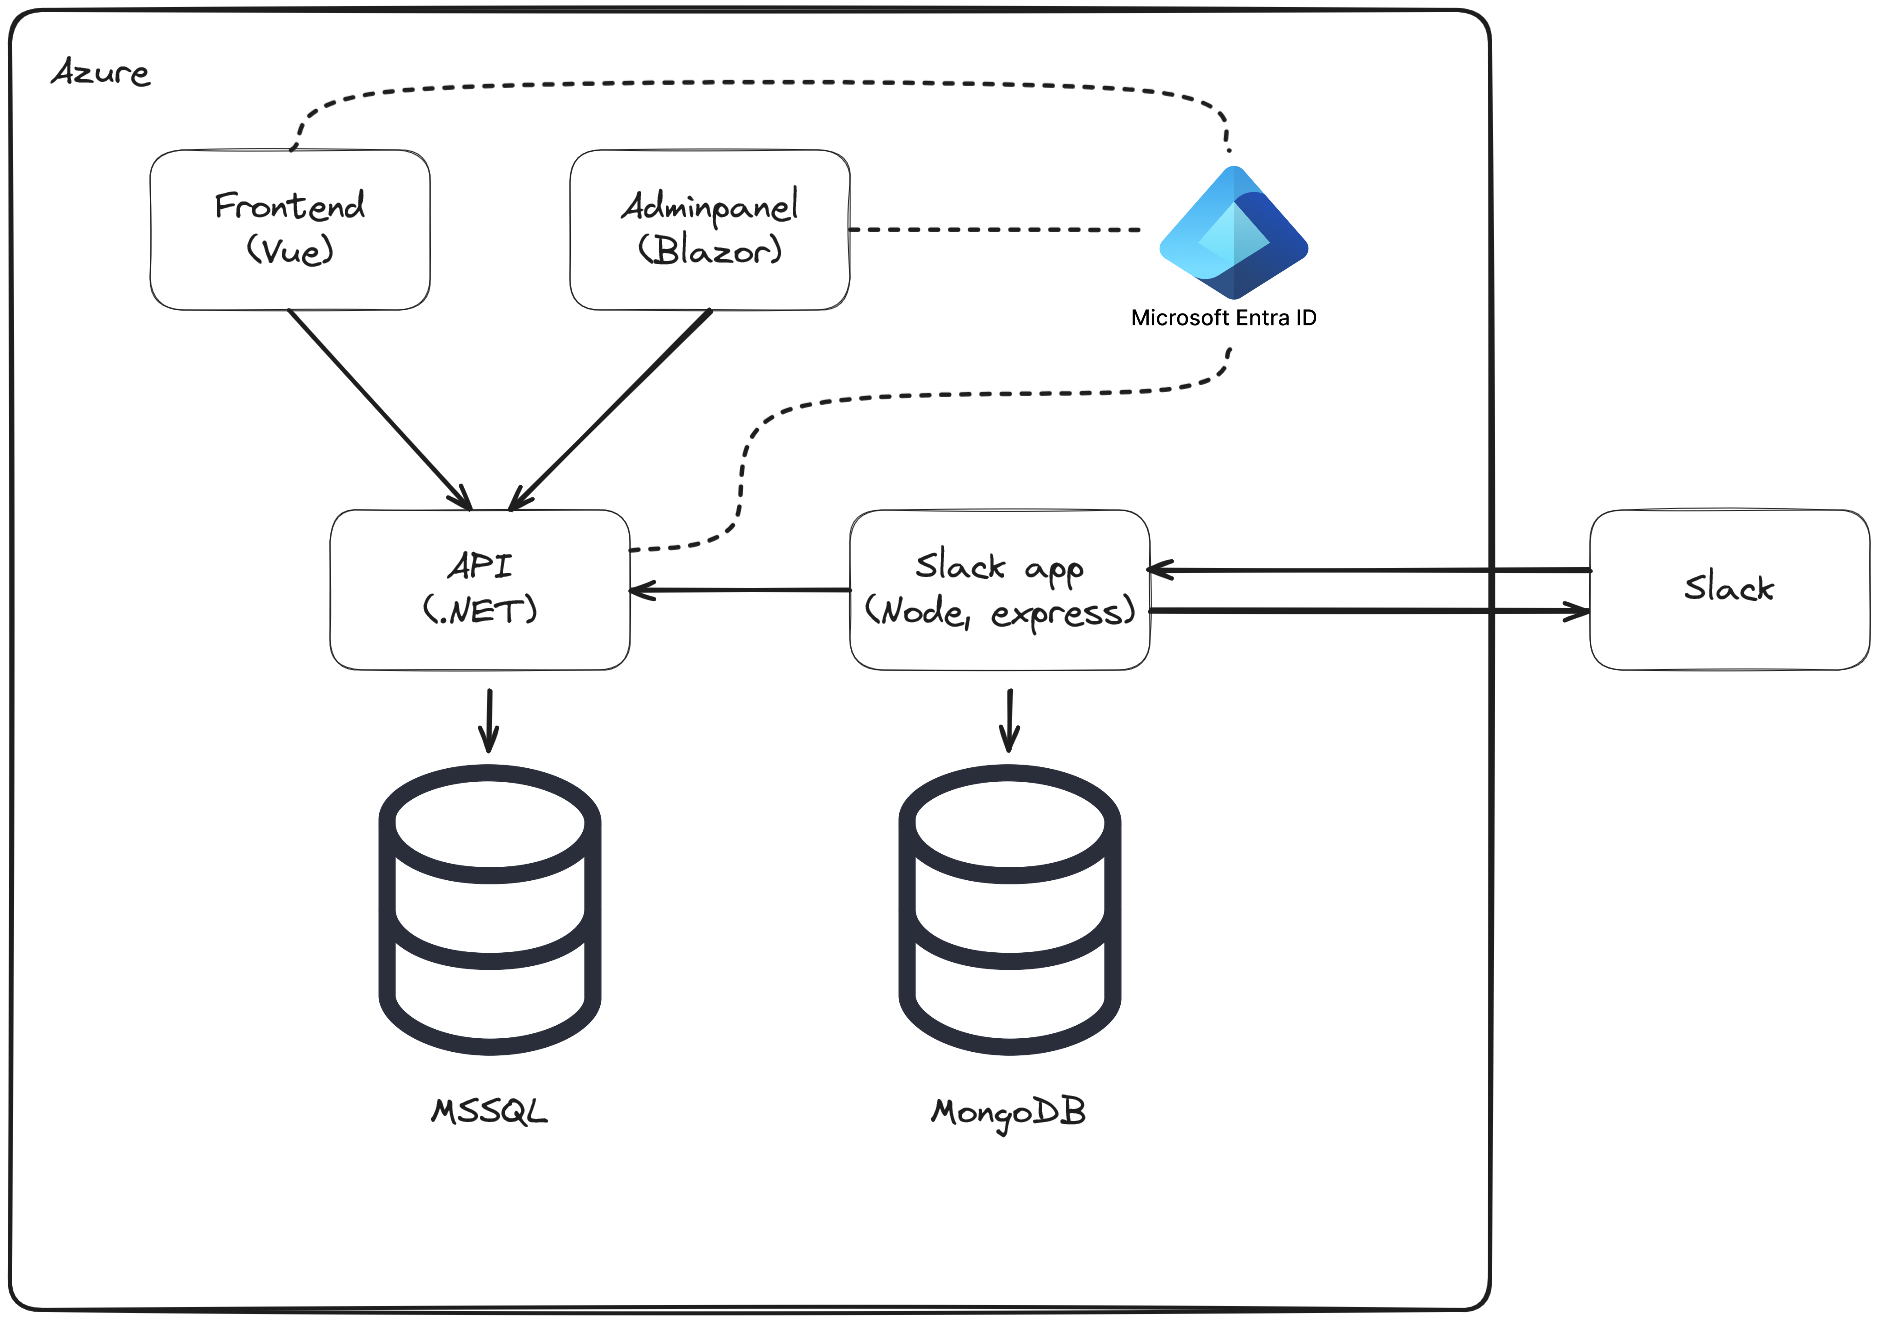 Azure
Frontend
(Vue)
Adminpanel
(Blazor)
Microsoft Entra ID
API
(.NET)
Slack app
(Node, express)
Slack
MSSQL
MongoDB